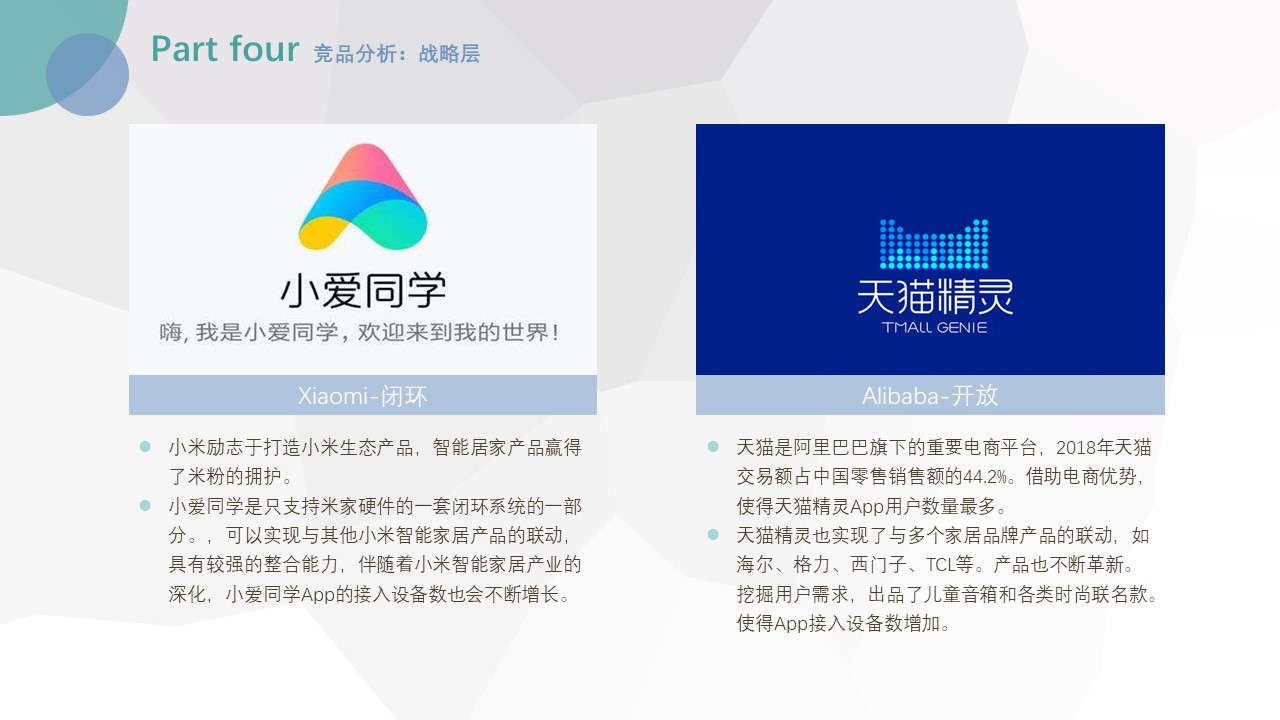 Part four 竞品分析：战略层
小爱同学
嗨, 我是小爱同学，欢迎来到我的世界!
Xiaomi-闭环
小米励志于打造小米生态产品，智能居家产品赢得
了米粉的拥护。
小爱同学是只支持米家硬件的一套闭环系统的一部
分。，可以实现与其他小米智能家居产品的联动，
具有较强的整合能力，伴随着小米智能家居产业的
深化，小爱同学App的接入设备数也会不断增长。
天猫精灵
TMALL GENIE
Alibaba-开放
天猫是阿里巴巴旗下的重要电商平台，2018年天猫
交易额占中国零售销售额的44.2%。借助电商优势，
使得天猫精灵App用户数量最多。
天猫精灵也实现了与多个家居品牌产品的联动，如
海尔、格力、西门子、TCL等。产品也不断革新。
挖掘用户需求，出品了儿童音箱和各类时尚联名款。
使得App接入设备数增加。